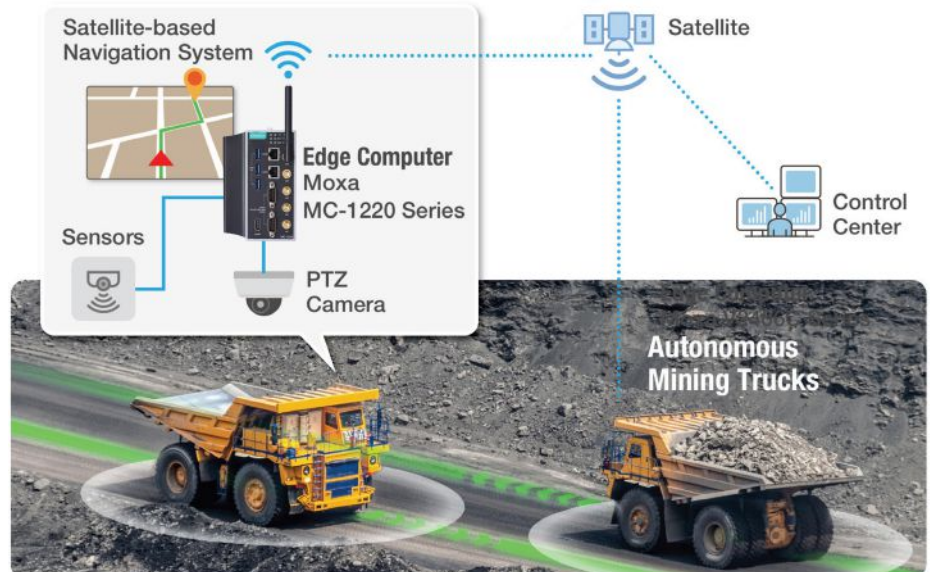 Satellite-based
Navigation System
Satellite
Edge Computer
Moxa
MC-1220 Series
Control
Center
Sensors
PTZ
Camera
Autonomous
Mining Trucks